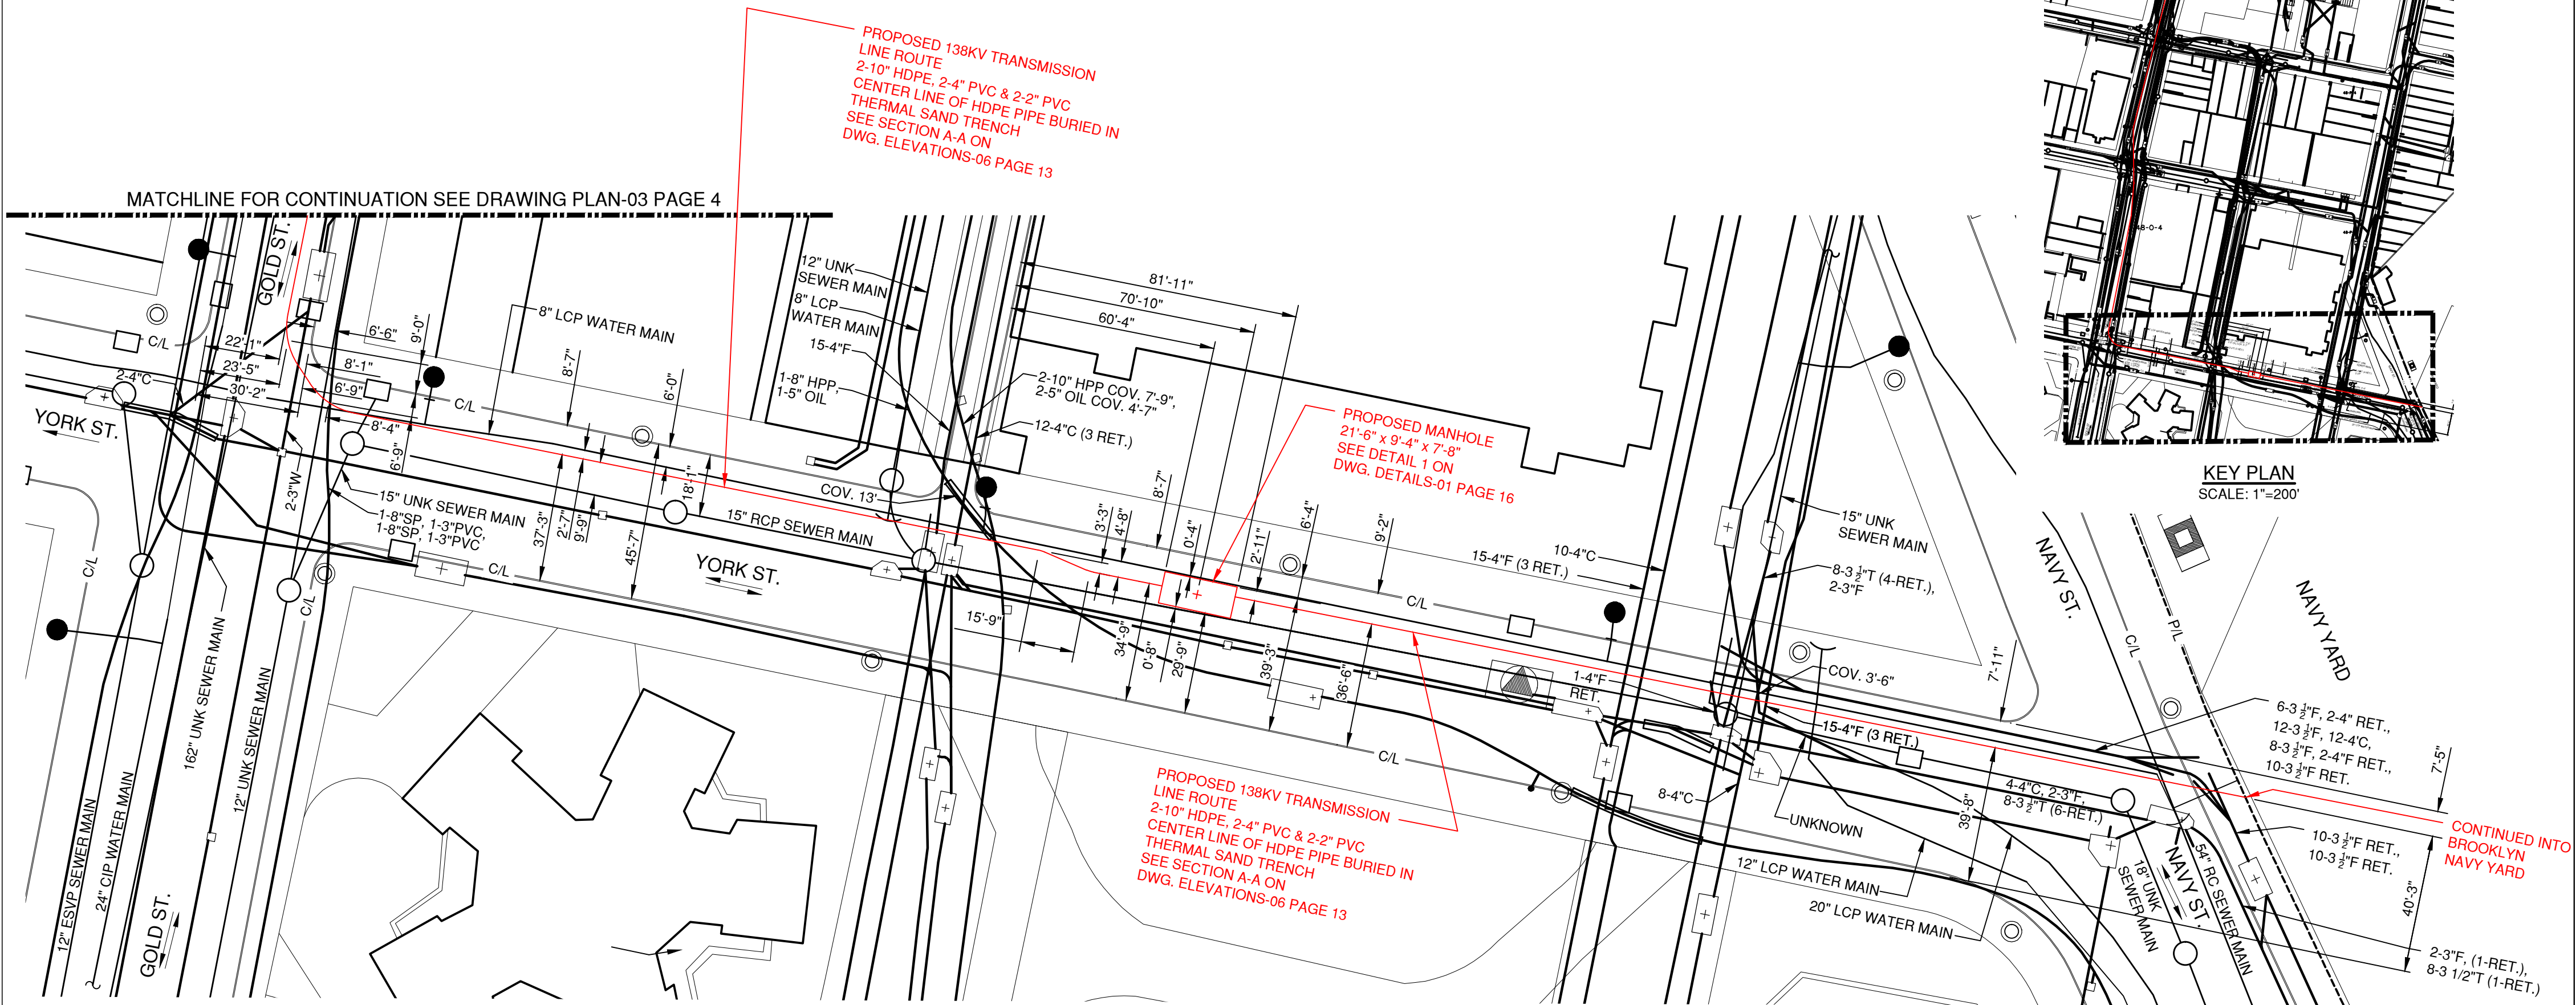 PROPOSED 138KV TRANSMISSION
LINE ROUTE
2-10" HDPE, 2-4" PVC & 2-2" PVC
CENTER LINE OF HDPE PIPE BURIED IN
THERMAL SAND TRENCH
SEE SECTION A-A ON
DWG. ELEVATIONS-06 PAGE 13
MATCHLINE FOR CONTINUATION SEE DRAWING PLAN-03 PAGE 4
48-0-4
KEY PLAN
SCALE: 1"=200'
GOLD ST.
C/L
22'-1"
23'-5"
30'-2"
2-4"C
YORK ST.
6'-6"
9'-0"
8'-1"
6'-9"
8'-4"
6'-9"
C/L
8" LCP WATER MAIN
8'-7"
6'-0"
12" UNK
SEWER MAIN
8" LCP
WATER MAIN
15-4"F
1-8" HPP,
1-5" OIL
81'-11"
70'-10"
60'-4"
2-10" HPP COV. 7'-9",
2-5" OIL COV. 4'-7"
12-4"C (3 RET.)
PROPOSED MANHOLE
21'-6" x 9'-4" x 7'-8"
SEE DETAIL 1 ON
DWG. DETAILS-01 PAGE 16
2-3"W
15" UNK SEWER MAIN
1-8"SP, 1-3"PVC,
1-8"SP, 1-3"PVC
37'-3"
2'-7"
9'-9"
45'-7"
18'-1"
15" RCP SEWER MAIN
COV. 13'
YORK ST.
C/L
C/L
C/L
15'-9"
3'-3"
4'-8"
8'-7"
0'-4"
2'-11"
6'-4"
9'-2"
34'-9"
0'-8"
29'-9"
39'-3"
36'-6"
C/L
C/L
15-4"F (3 RET.)
10-4"C
15" UNK
SEWER MAIN
8-3 1/2"T (4-RET.),
2-3"F
1-4"F
RET.
COV. 3'-6"
15-4"F (3 RET.)
7'-11"
NAVY ST.
C/L
P/L
NAVY YARD
6-3 1/2"F, 2-4" RET.,
12-3 1/2"F, 12-4'C,
8-3 1/2"F, 2-4"F RET.,
10-3 1/2"F RET.
7'-5"
4-4"C, 2-3"F,
8-3 1/2"T (6-RET.)
39'-8"
8-4"C
UNKNOWN
12" LCP WATER MAIN
20" LCP WATER MAIN
18" UNK
SEWER MAIN
NAVY ST.
54" RC SEWER MAIN
10-3 1/2"F RET.,
10-3 1/2"F RET.
CONTINUED INTO
BROOKLYN
NAVY YARD
40'-3"
2-3"F, (1-RET.),
8-3 1/2"T (1-RET.)
PROPOSED 138KV TRANSMISSION
LINE ROUTE
2-10" HDPE, 2-4" PVC & 2-2" PVC
CENTER LINE OF HDPE PIPE BURIED IN
THERMAL SAND TRENCH
SEE SECTION A-A ON
DWG. ELEVATIONS-06 PAGE 13
12" ESVP SEWER MAIN
24" CIP WATER MAIN
162" UNK SEWER MAIN
12" UNK SEWER MAIN
GOLD ST.